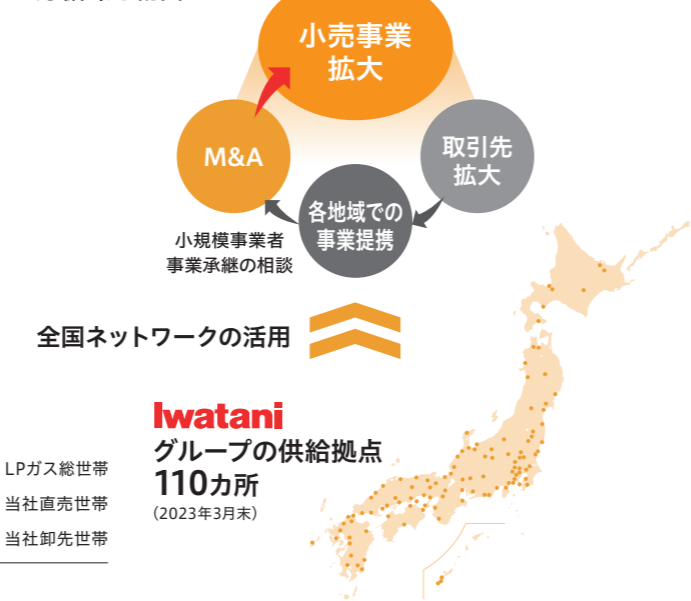 小売事業
拡大
M&A
取引先
拡大
各地域での
事業提携
小規模事業者
事業承継の相談
全国ネットワークの活用
Iwatani
グループの供給拠点
110カ所
（2023年3月末）
LPガス総世帯
当社直売世帯
当社卸先世帯